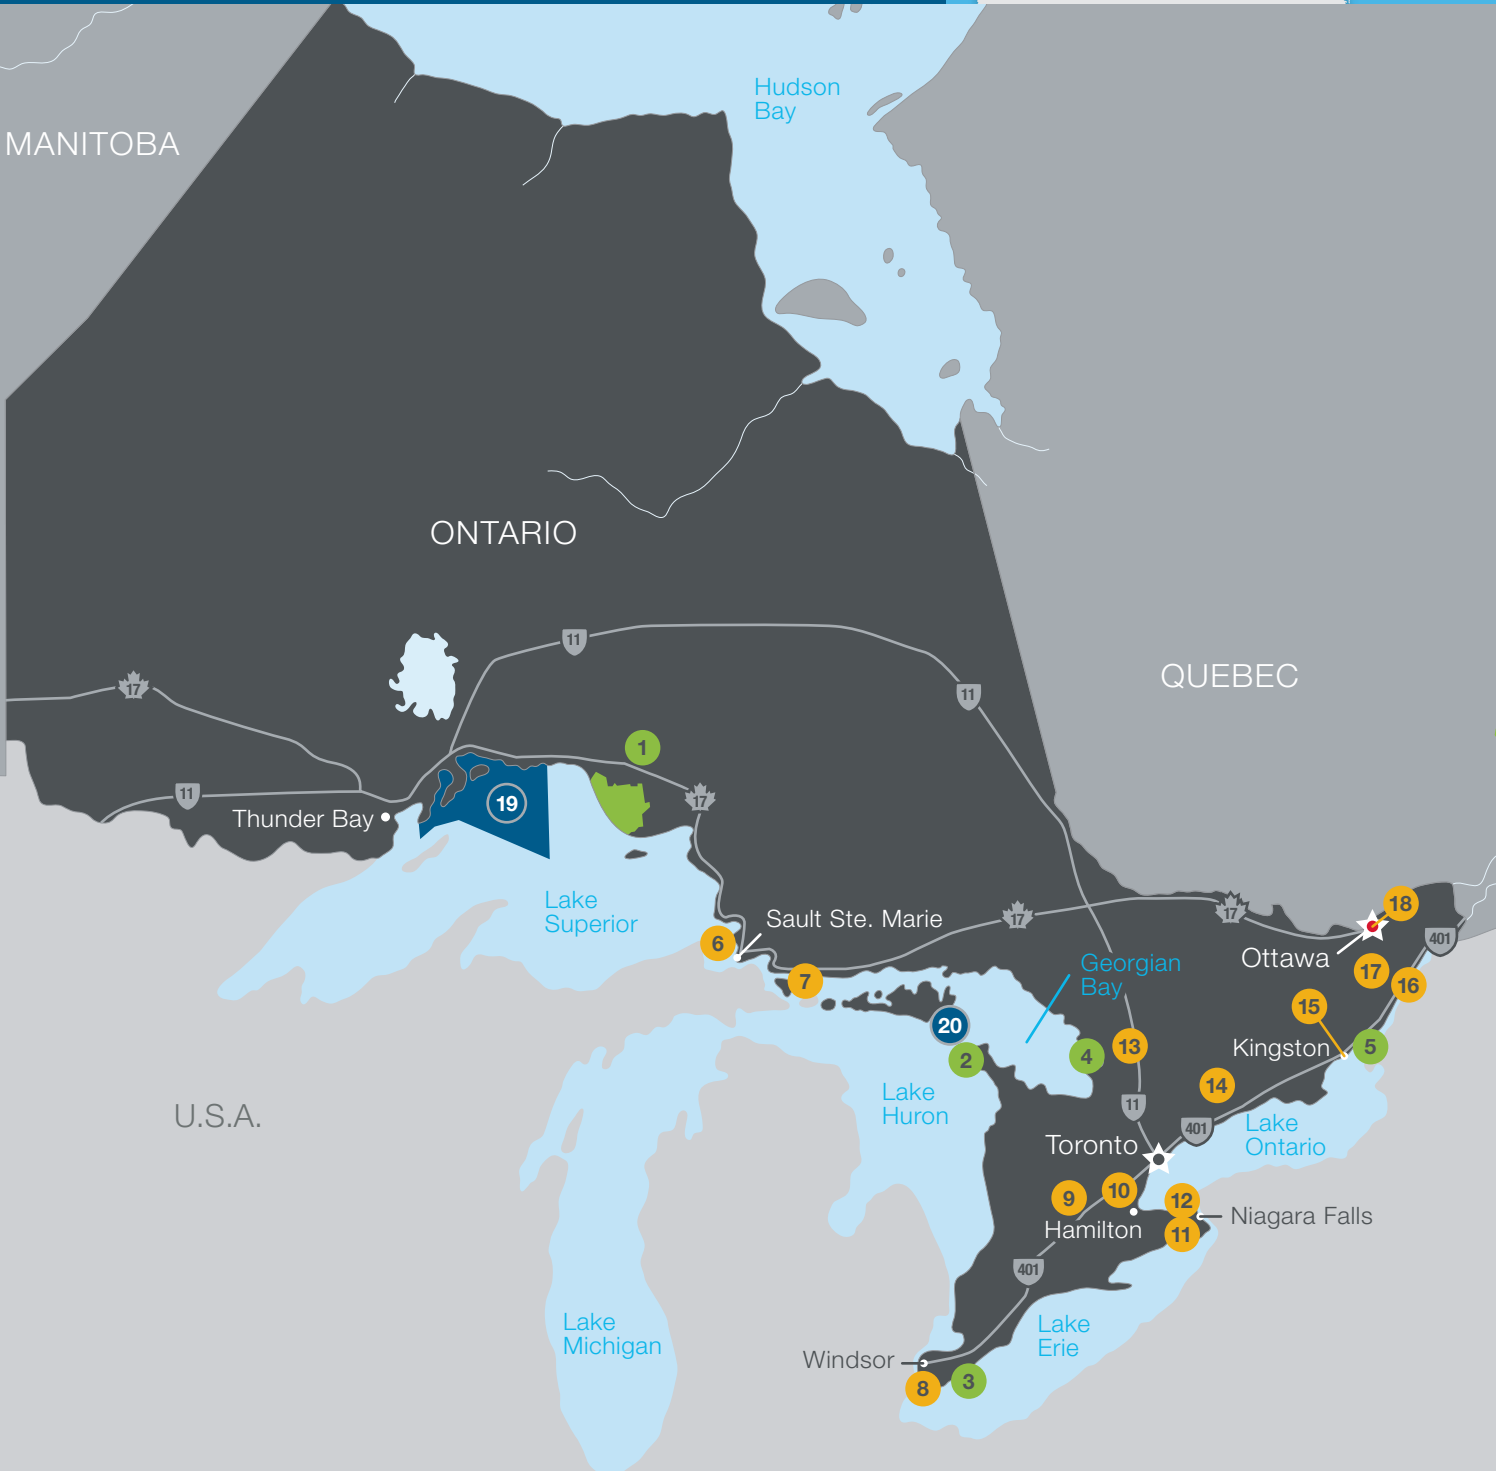 Hudson
Bay
MANITOBA
ONTARIO
11
QUEBEC
17
11
1
11
17
19
Thunder Bay
Lake
Superior
Sault Ste. Marie
17
17
18
401
6
Ottawa
Georgian
Bay
7
17
16
15
20
13
Kingston
5
2
4
14
Lake
Huron
11
U.S.A.
401
Lake
Ontario
Toronto
9
10
12
Niagara Falls
Hamilton
11
401
Lake
Michigan
Lake
Erie
Windsor
8
3